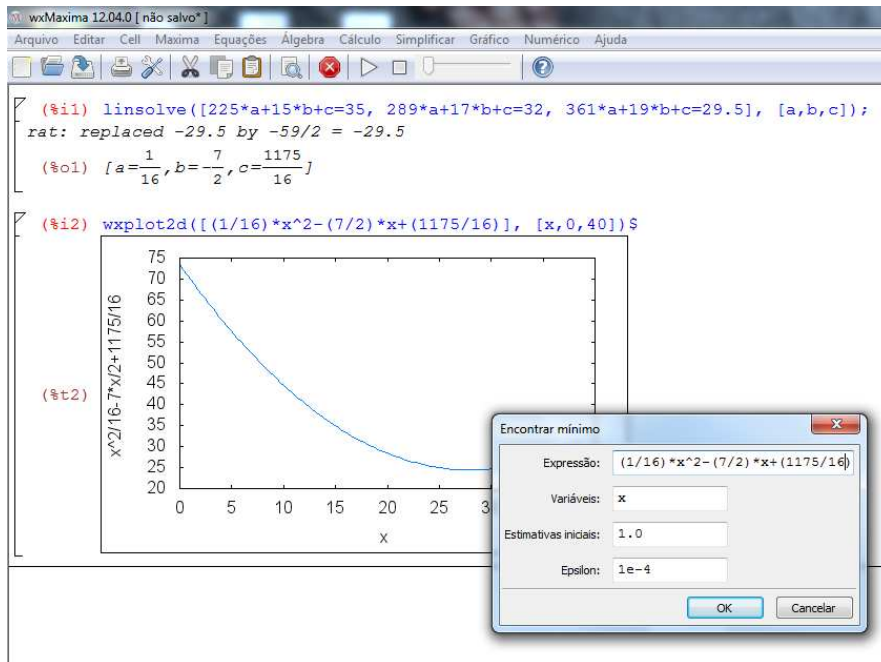 wxMaxima 12.04.0 [ não salvo* ]
Arquivo Editar Cell Maxima Equações Álgebra Cálculo Simplificar Gráfico Numérico Ajuda
(%i1) linsolve([225*a+15*b+c=35, 289*a+17*b+c=32, 361*a+19*b+c=29.5], [a,b,c]);
rat: replaced -29.5 by -59/2 = -29.5
(%o1) [a=1/16,b=-7/2,c=1175/16]
(%i2) wxplot2d([(1/16)*x^2-(7/2)*x+(1175/16)], [x,0,40])$
(%t2)
x^2/16-7*x/2+1175/16
75
70
65
60
55
50
45
40
35
30
25
20
0 5 10 15 20 25 3
x
Encontrar mínimo
Expressão: (1/16)*x^2-(7/2)*x+(1175/16)
Variáveis: x
Estimativas iniciais: 1.0
Epsilon: 1e-4
OK Cancelar